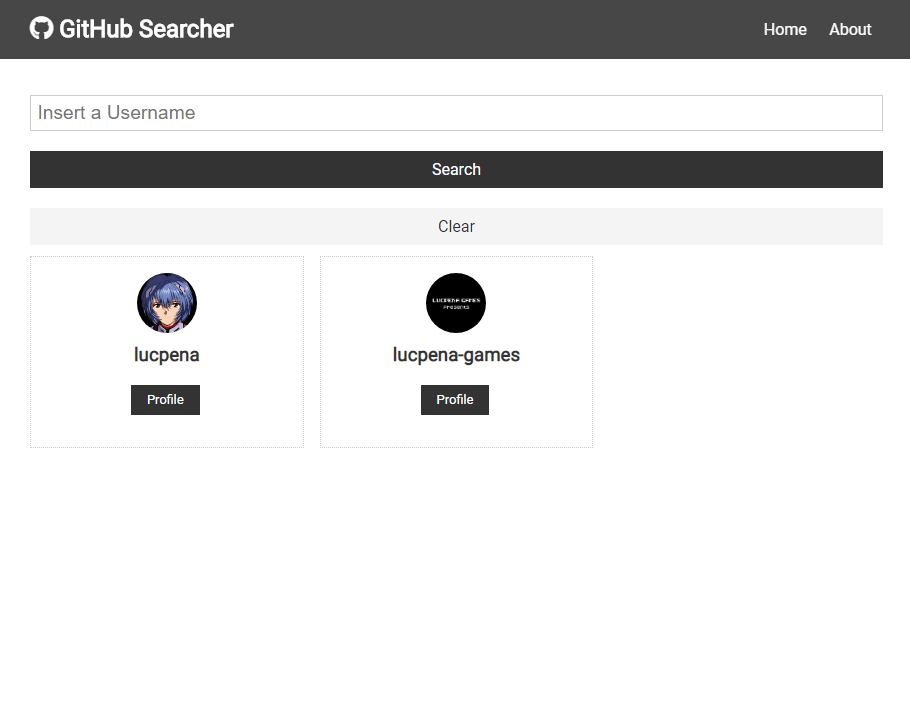 GitHub Searcher
Home
About
Insert a Username
Search
Clear
LUCPENA GAMES
Presents
lucpena
lucpena-games
Profile
Profile